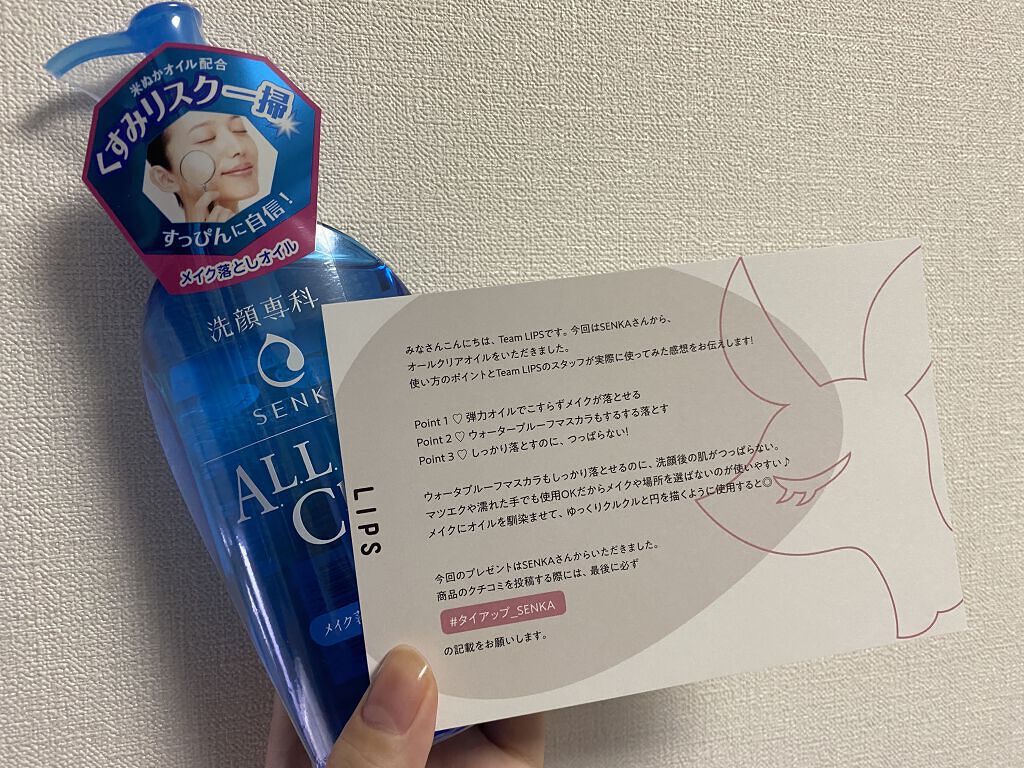 米ぬかオイル配合
くすみリスク一掃
すっぴんに自信!
メイク落としオイル
洗顔専科
SENK
ALL
C
メイク落
LIPS
みなさんこんにちは、Team LIPSです。今回はSENKAさんから、
オールクリアオイルをいただきました。
使い方のポイントとTeam LIPSのスタッフが実際に使ってみた感想をお伝えします!
Point 1 ♡ 弾力オイルでこすらずメイクが落とせる
Point 2 ♡ ウォータープルーフマスカラもするする落とす
Point 3 ♡ しっかり落とすのに、つっぱらない!
ウォータプルーフマスカラもしっかり落とせるのに、洗顔後の肌がつっぱらない。
マツエクや濡れた手でも使用OKだからメイクや場所を選ばないのが使いやすい♪
メイクにオイルを馴染ませて、ゆっくりクルクルと円を描くように使用すると◎
今回のプレゼントはSENKAさんからいただきました。
商品のクチコミを投稿する際には、最後に必ず
#タイアップ_SENKA
の記載をお願いします。